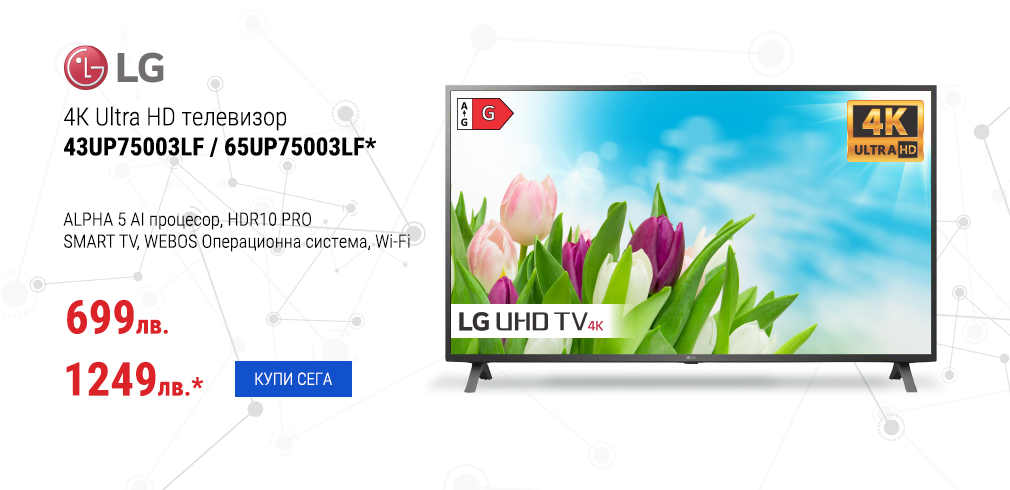 LG
4K Ultra HD телевизор
43UP75003LF / 65UP75003LF*
ALPHA 5 AI процесор, HDR10 PRO
SMART TV, WEBOS Операционна система, Wi-Fi
699лв.
1249лв.*
КУПИ СЕГА
A
G
G
4K
ULTRA HD
LG UHD TV 4K
LG